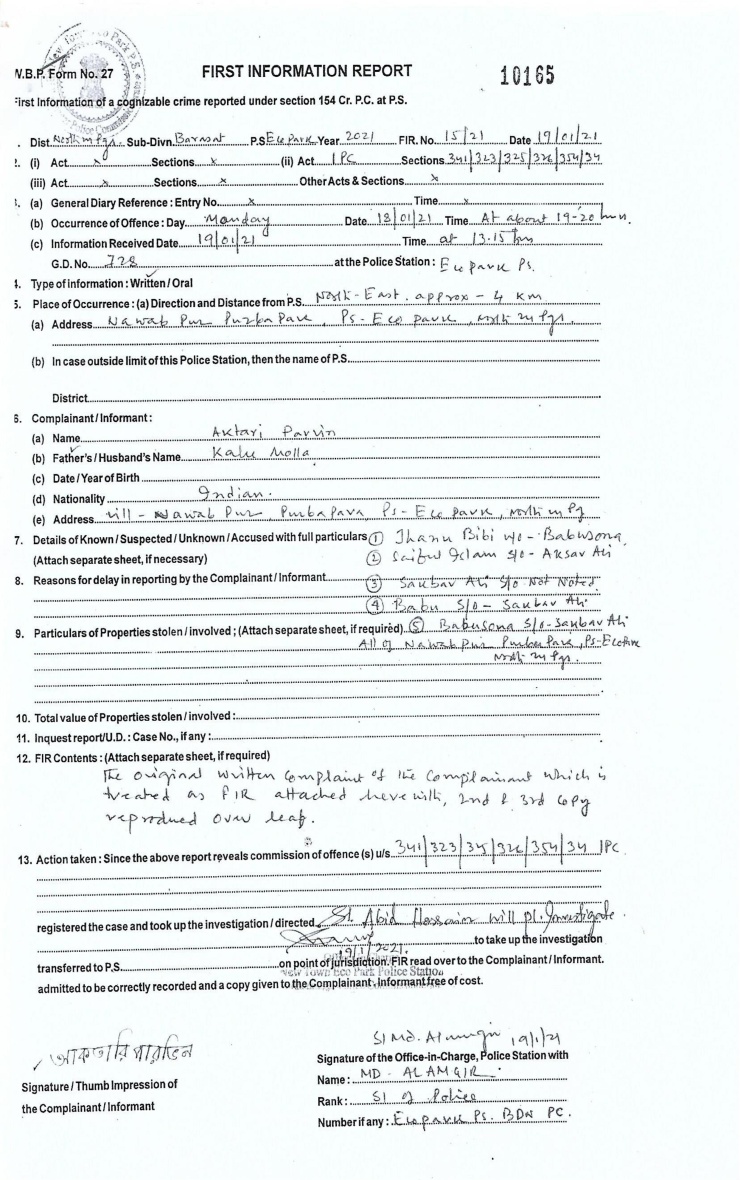 New Town Eco Park P.S.
W.B.P. Form No. 27
FIRST INFORMATION REPORT
10165
First Information of a cognizable crime reported under section 154 Cr. P.C. at P.S.
1. Dist. North 24 Pgs. Sub-Divn. Barasat P.S Eco Park Year 2021 FIR. No. 15/21 Date 19/01/21
2. (i) Act x Sections x (ii) Act IPC Sections 341/323/325/326/354/34
(iii) Act x Sections x Other Acts & Sections x
3. (a) General Diary Reference : Entry No. x Time x
(b) Occurrence of Offence : Day Monday Date 18/01/21 Time At about 19-20 hrs.
(c) Information Received Date 19/01/21 Time at 13.15 hrs
G.D. No. 728 at the Police Station : Eco park Ps.
4. Type of information : Written / Oral
5. Place of Occurrence : (a) Direction and Distance from P.S. North-East. approx - 4 km
(a) Address Nawab Pur Purba Para, Ps- Eco park, North 24 Pgs.
(b) In case outside limit of this Police Station, then the name of P.S.
District
6. Complainant / Informant :
(a) Name Aktari Parvin
(b) Father's / Husband's Name Kalu Molla
(c) Date / Year of Birth
(d) Nationality Indian.
(e) Address vill - Nawab Pur Purbapara Ps- Eco park, North 24 Pgs
7. Details of Known / Suspected / Unknown / Accused with full particulars ① Jhanu Bibi w/o - Babusona,
(Attach separate sheet, if necessary) ② Saiful Islam s/o - Aksav Ali
8. Reasons for delay in reporting by the Complainant / Informant ③ Saubav Ali S/o Not Noted
④ Babu S/o - Saubav Ali
9. Particulars of Properties stolen / involved ; (Attach separate sheet, if required) ⑤ Babusona S/o - Saubav Ali
All of Nawab Pur Purba Para, Ps- Eco Park
North 24 Pgs.
10. Total value of Properties stolen / involved :
11. Inquest report/U.D. : Case No., if any :
12. FIR Contents : (Attach separate sheet, if required)
The original written complaint of the complainant which is
treated as FIR attached herewith, 2nd & 3rd copy
reproduced over leaf.
13. Action taken : Since the above report reveals commission of offence (s) u/s 341/323/325/326/354/34 IPC
registered the case and took up the investigation / directed SI. Abid Hossain will pl. Investigate.
to take up the investigation
19/1/2021.
transferred to P.S. on point of jurisdiction. FIR read over to the Complainant / Informant.
New Town Eco Park Police Station
admitted to be correctly recorded and a copy given to the Complainant, Informant free of cost.
আকতারি পারভিন
Signature / Thumb Impression of
the Complainant / Informant
SI Md. Alamgir 19/1/21
Signature of the Office-in-Charge, Police Station with
Name : MD. ALAMGIR
Rank : SI of Police
Number if any : Eco park Ps. BDN PC.